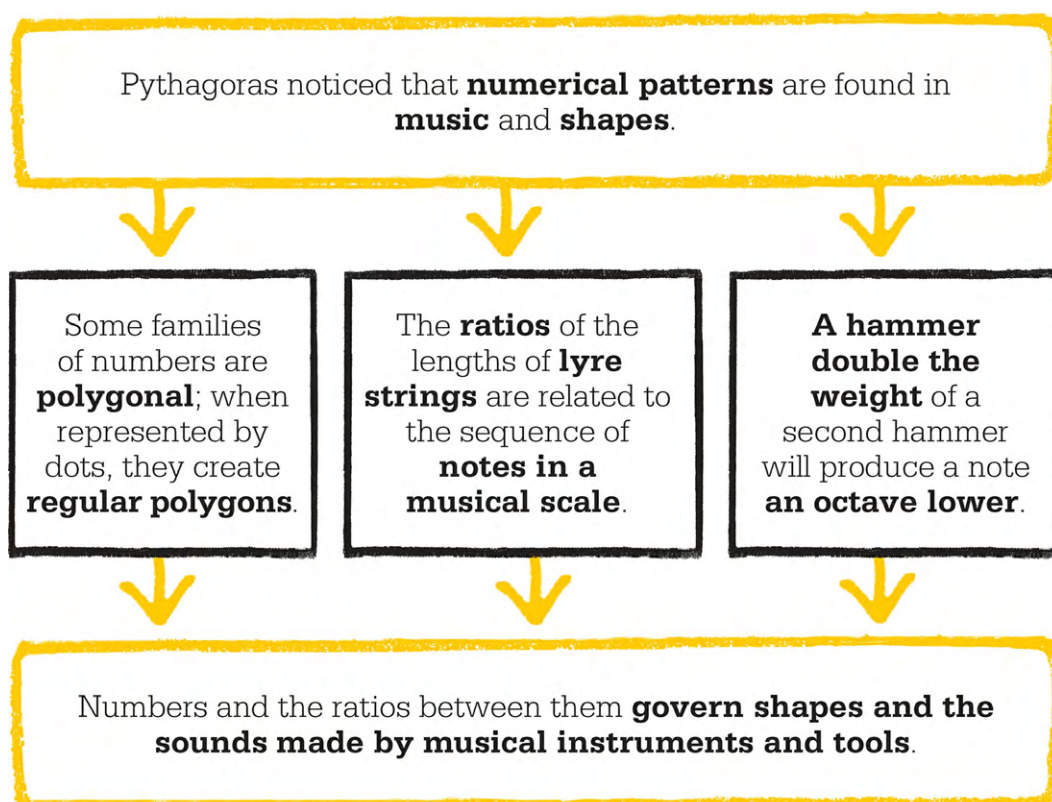 Pythagoras noticed that numerical patterns are found in
music and shapes.
Some families
of numbers are
polygonal; when
represented by
dots, they create
regular polygons.
The ratios of the
lengths of lyre
strings are related to
the sequence of
notes in a
musical scale.
A hammer
double the
weight of a
second hammer
will produce a note
an octave lower.
Numbers and the ratios between them govern shapes and the
sounds made by musical instruments and tools.